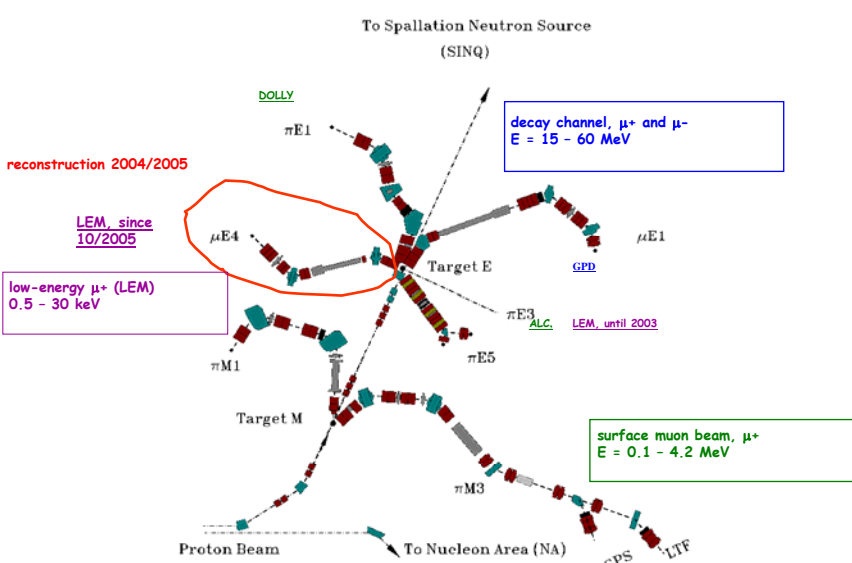 To Spallation Neutron Source
(SINQ)
DOLLY
πE1
decay channel, μ+ and μ-
E = 15 – 60 MeV
reconstruction 2004/2005
LEM, since
10/2005
μE4
μE1
Target E
GPD
low-energy μ+ (LEM)
0.5 – 30 keV
πE3
ALC.
LEM, until 2003
πE5
πM1
Target M
surface muon beam, μ+
E = 0.1 – 4.2 MeV
πM3
Proton Beam
To Nucleon Area (NA)
GPS
LTF